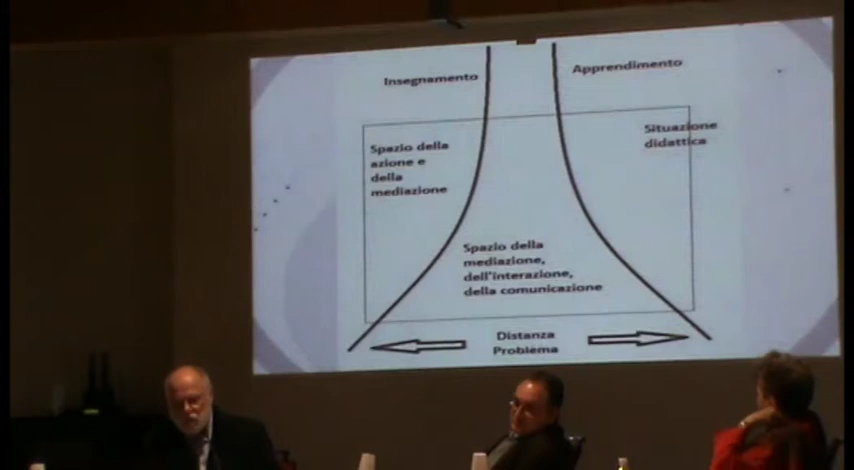 Insegnamento
Apprendimento
Spazio della
azione e
della
mediazione
Situazione
didattica
Spazio della
mediazione,
dell'interazione,
della comunicazione
Distanza
Problema